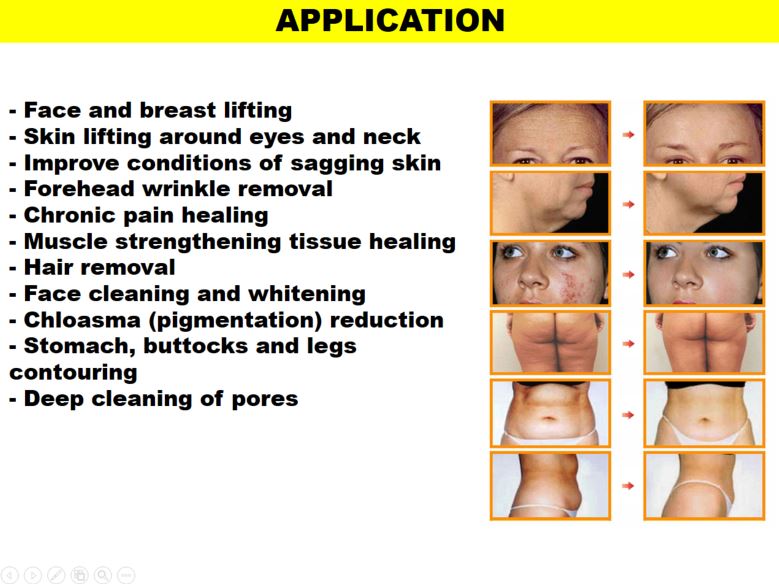 APPLICATION
- Face and breast lifting
- Skin lifting around eyes and neck
- Improve conditions of sagging skin
- Forehead wrinkle removal
- Chronic pain healing
- Muscle strengthening tissue healing
- Hair removal
- Face cleaning and whitening
- Chloasma (pigmentation) reduction
- Stomach, buttocks and legs
contouring
- Deep cleaning of pores